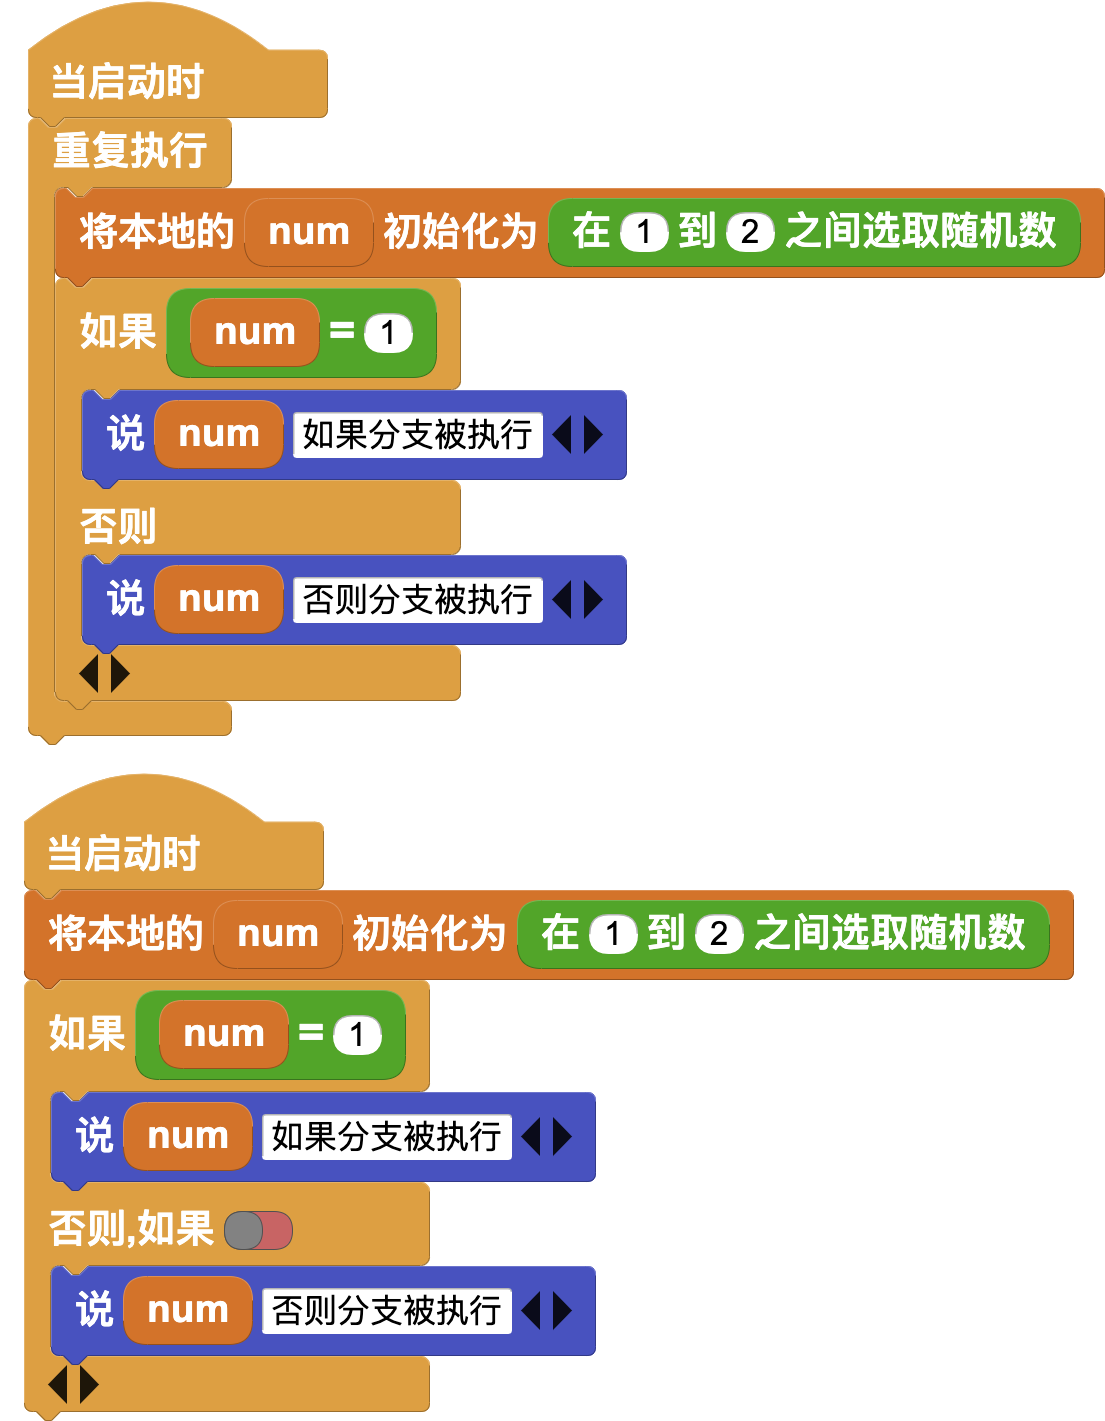 当启动时
重复执行
将本地的 num 初始化为 在 1 到 2 之间选取随机数
如果 num = 1
说 num 如果分支被执行
否则
说 num 否则分支被执行
当启动时
将本地的 num 初始化为 在 1 到 2 之间选取随机数
如果 num = 1
说 num 如果分支被执行
否则,如果
说 num 否则分支被执行